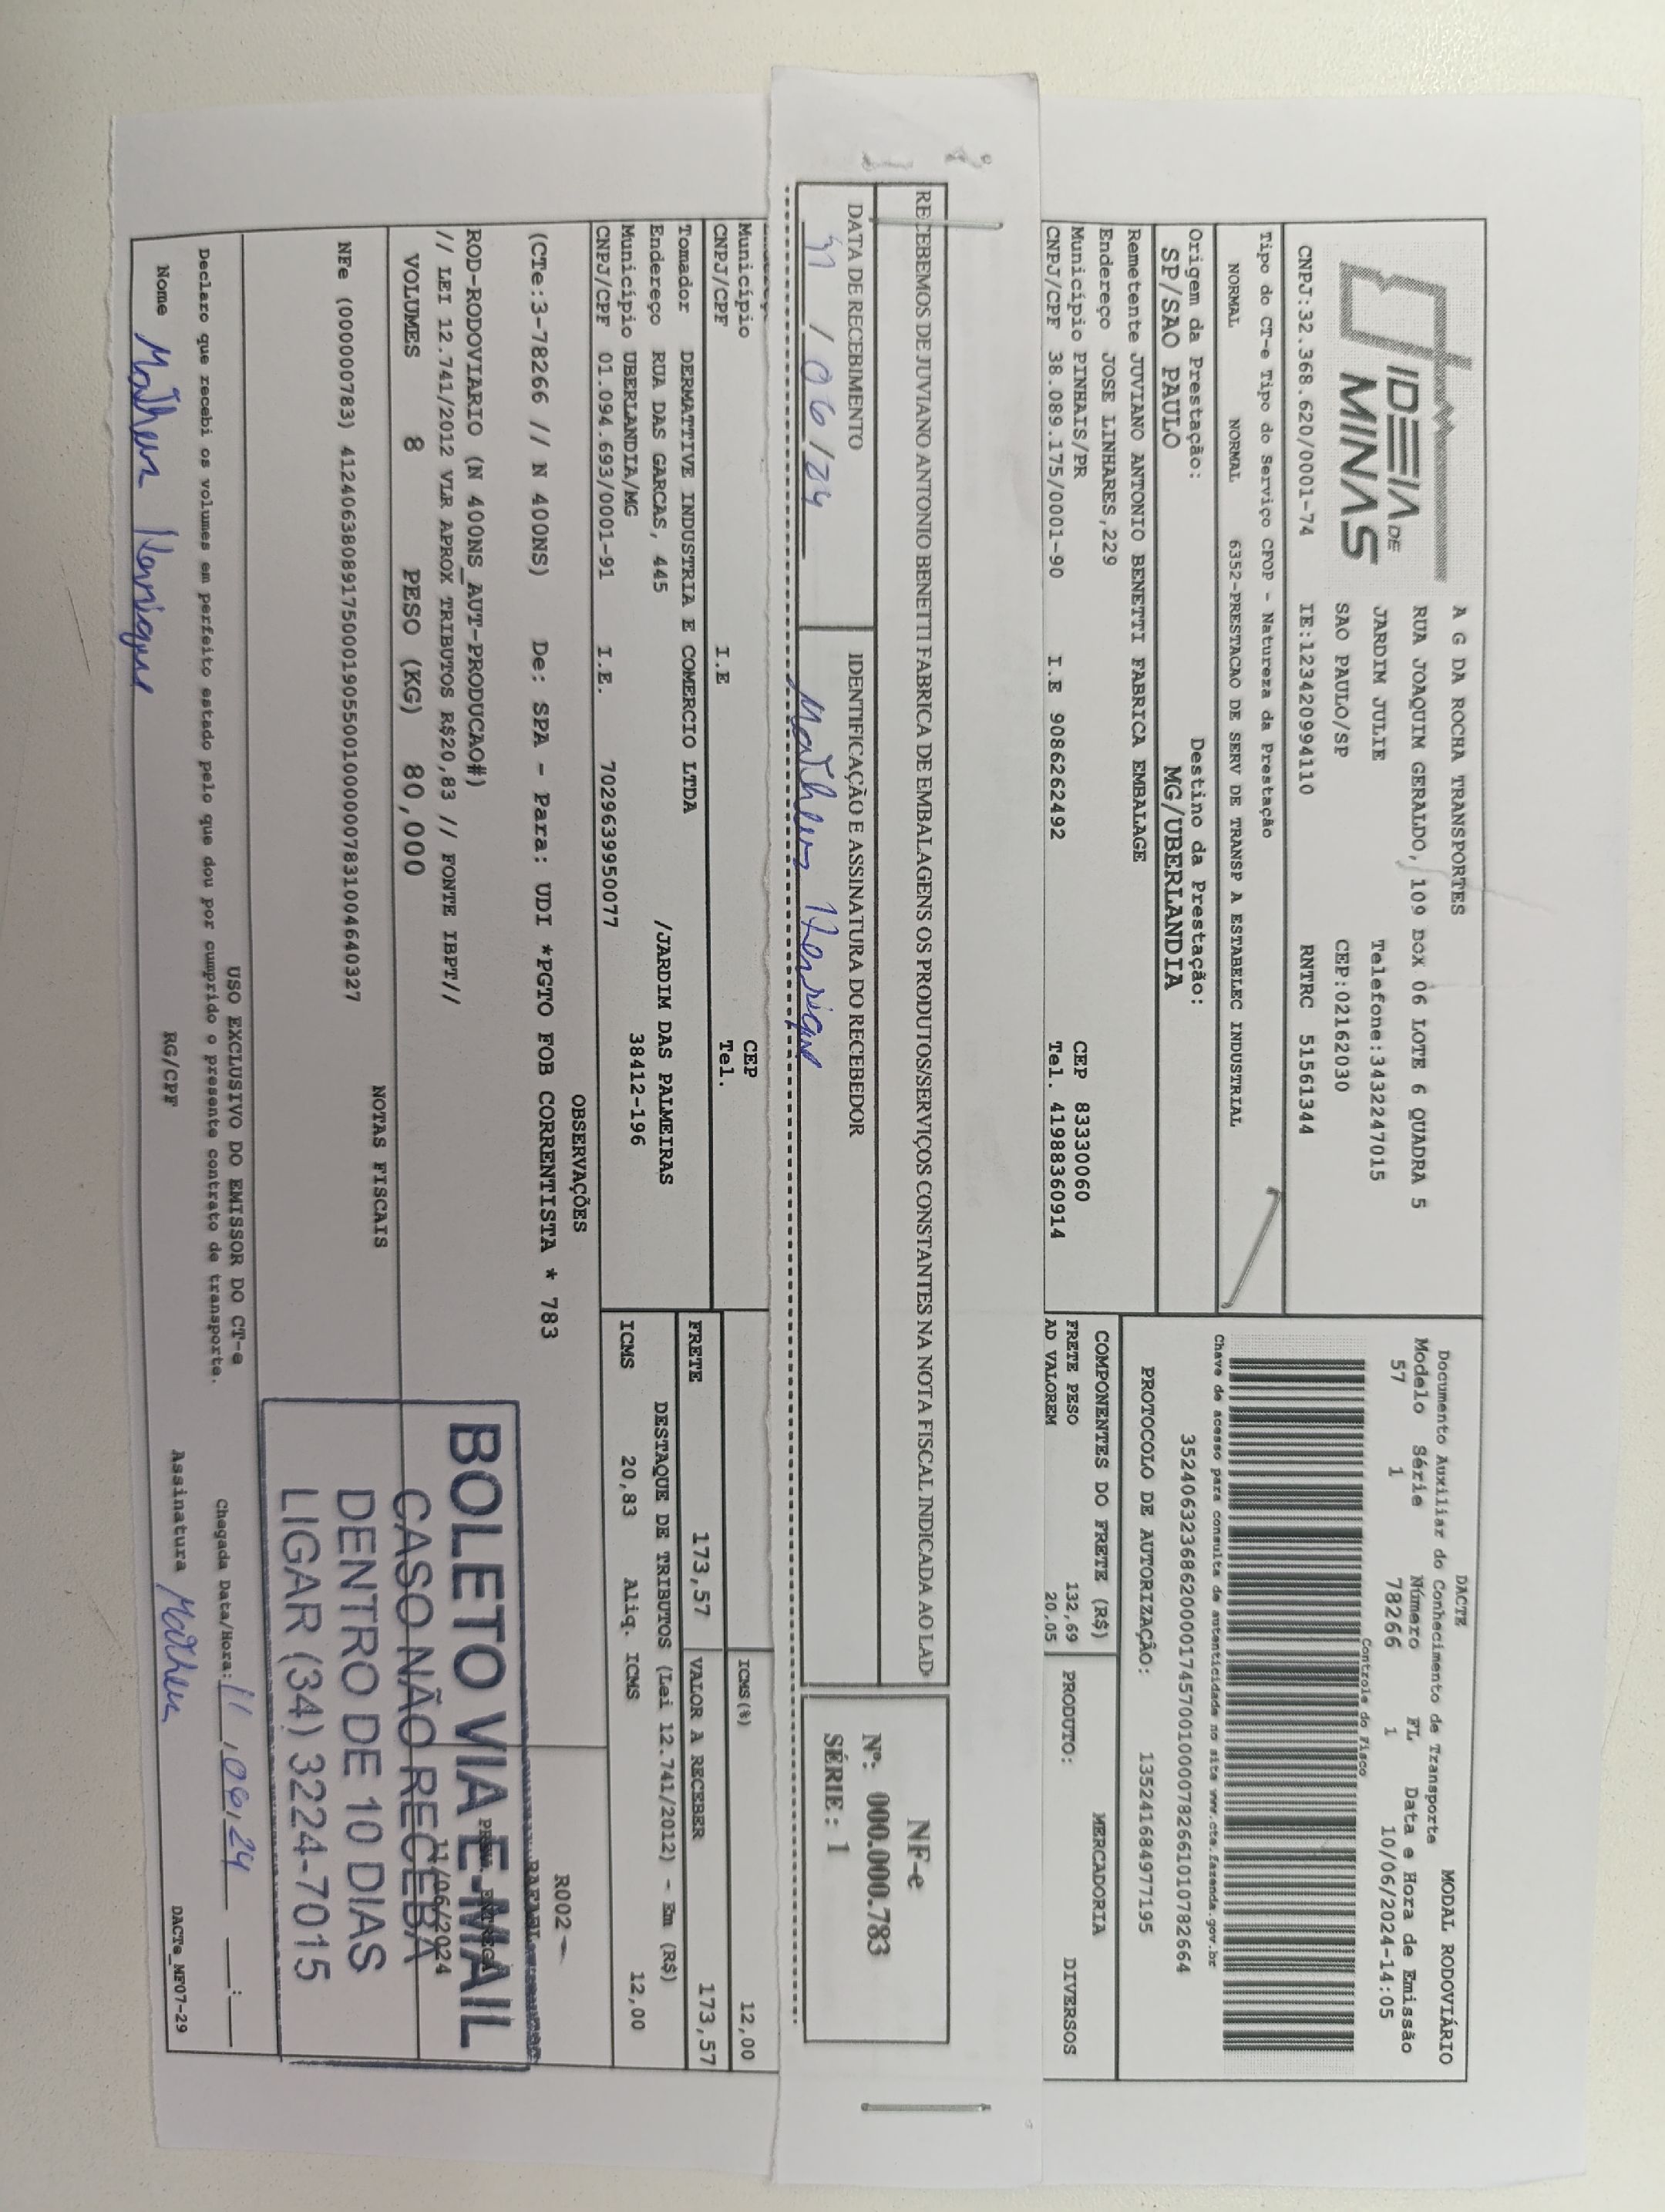 IDEIA DE
MINAS
A G DA ROCHA TRANSPORTES
RUA JOAQUIM GERALDO, 109 BOX 06 LOTE 6 QUADRA 5
JARDIM JULIE Telefone:3432247015
SAO PAULO/SP CEP:02162030
CNPJ:32.368.620/0001-74 IE:123420994110 RNTRC 51561344
DACTE MODAL RODOVIÁRIO
Documento Auxiliar do Conhecimento de Transporte
Modelo Série Número FL Data e Hora de Emissão
57 1 78266 1 10/06/2024-14:05
Controle do Fisco
Tipo do CT-e Tipo do Serviço CFOP - Natureza da Prestação
NORMAL NORMAL 6352-PRESTACAO DE SERV DE TRANSP A ESTABELEC INDUSTRIAL
Chave de acesso para consulta de autenticidade no site www.cte.fazenda.gov.br
35240632368620000174570010000782661010782664
Origem da Prestação: Destino da Prestação:
SP/SAO PAULO MG/UBERLANDIA
PROTOCOLO DE AUTORIZAÇÃO: 135241684977195
Remetente JUVIANO ANTONIO BENETTI FABRICA EMBALAGE
Endereço JOSE LINHARES,229
Município PINHAIS/PR CEP 83330060
CNPJ/CPF 38.089.175/0001-90 I.E 9086262492 Tel. 41988360914
COMPONENTES DO FRETE (R$) MERCADORIA
FRETE PESO 132,69 PRODUTO: DIVERSOS
AD VALOREM 20,05
RECEBEMOS DE JUVIANO ANTONIO BENETTI FABRICA DE EMBALAGENS OS PRODUTOS/SERVIÇOS CONSTANTES NA NOTA FISCAL INDICADA AO LAD
DATA DE RECEBIMENTO IDENTIFICAÇÃO E ASSINATURA DO RECEBEDOR
11/06/24 Matheus Henrique
NF-e
Nº: 000.000.783
SÉRIE : 1
Município CEP
CNPJ/CPF I.E Tel.
ICMS(%) 12,00
Tomador DERMATTIVE INDUSTRIA E COMERCIO LTDA
Endereço RUA DAS GARCAS, 445 /JARDIM DAS PALMEIRAS
Município UBERLANDIA/MG 38412-196
CNPJ/CPF 01.094.693/0001-91 I.E. 7029639950077
FRETE 173,57 VALOR A RECEBER 173,57
DESTAQUE DE TRIBUTOS (Lei 12.741/2012) - Em (R$)
ICMS 20,83 Aliq. ICMS 12,00
OBSERVAÇÕES
(CTe:3-78266 // N 400NS) De: SPA - Para: UDI *PGTO FOB CORRENTISTA * 783
R002
ROD-RODOVIARIO (N 400NS_AUT-PRODUCAO#)
// LEI 12.741/2012 VLR APROX TRIBUTOS R$20,83 // FONTE IBPT//
VOLUMES 8 PESO (KG) 80,000
11/06/2024
NOTAS FISCAIS
NFe (000000783) 41240638089175000190550010000007831004640327
BOLETO VIA E-MAIL
CASO NÃO RECEBA
DENTRO DE 10 DIAS
LIGAR (34) 3224-7015
USO EXCLUSIVO DO EMISSOR DO CT-e
Declaro que recebi os volumes em perfeito estado pelo que dou por cumprido o presente contrato de transporte.
Chegada Data/Hora: 11/06/24 :
Nome Matheus Henrique RG/CPF Assinatura Matheus
DACTe_MF07-29